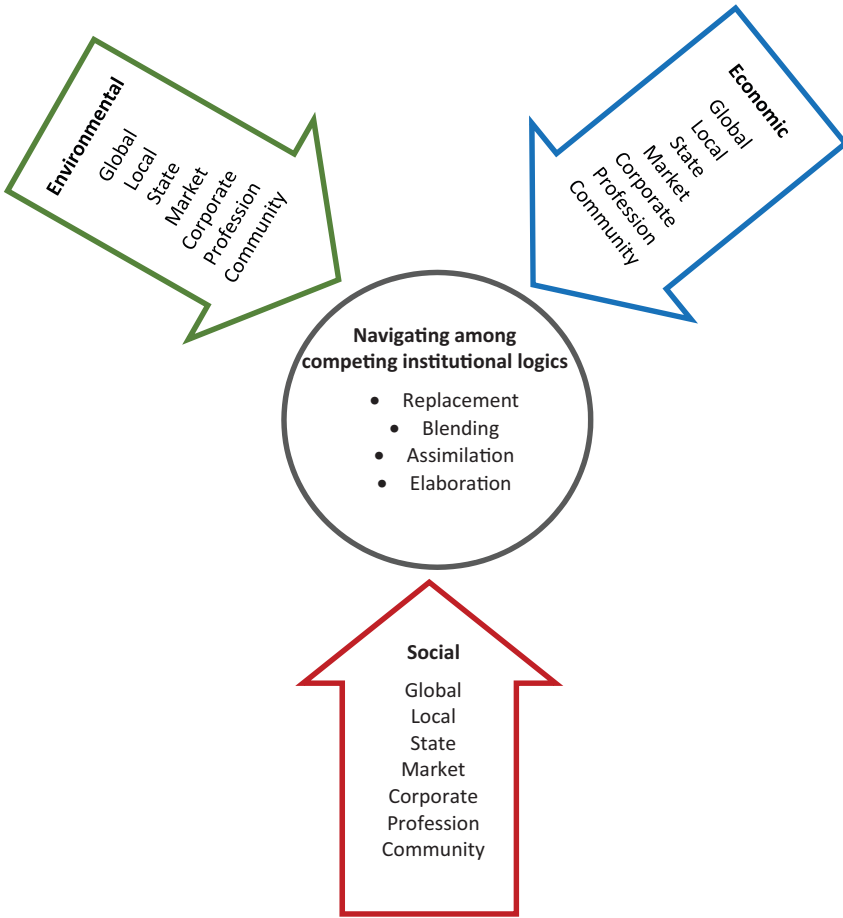 Environmental
Global
Local
State
Market
Corporate
Profession
Community
Economic
Global
Local
State
Market
Corporate
Profession
Community
Navigating among
competing institutional logics
• Replacement
• Blending
• Assimilation
• Elaboration
Social
Global
Local
State
Market
Corporate
Profession
Community